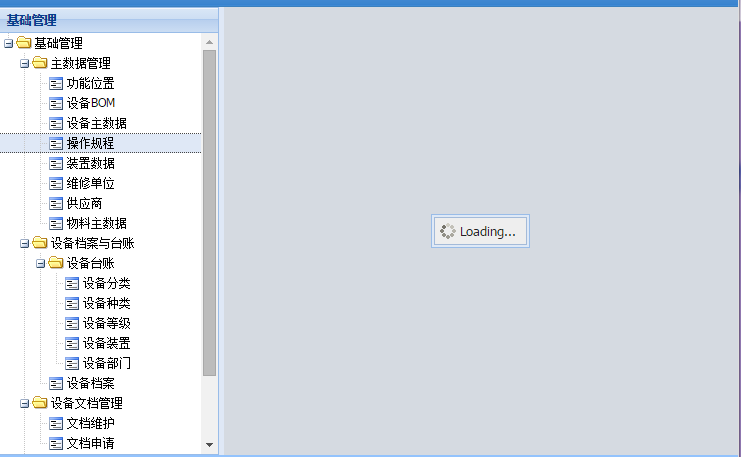 基础管理
基础管理
主数据管理
功能位置
设备BOM
设备主数据
操作规程
装置数据
维修单位
供应商
物料主数据
设备档案与台账
设备台账
设备分类
设备种类
设备等级
设备装置
设备部门
设备档案
设备文档管理
文档维护
文档申请
Loading...